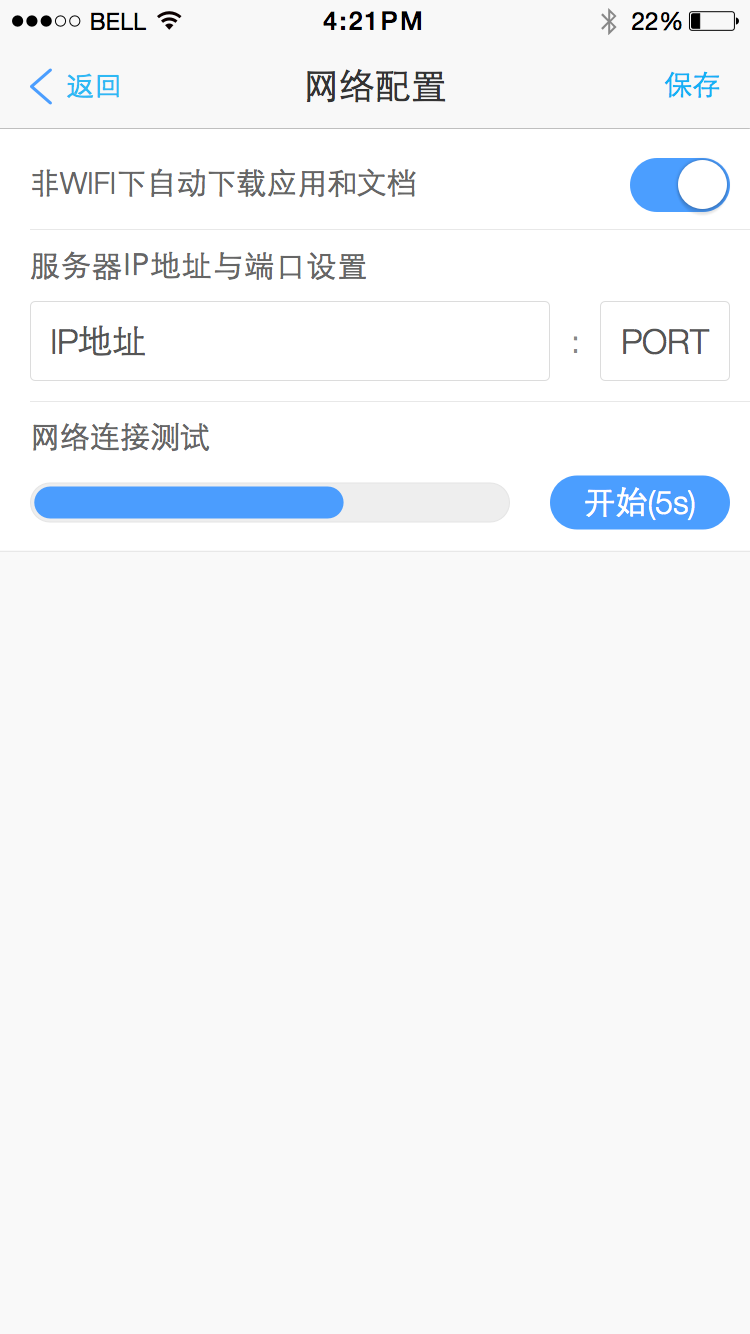 BELL 4:21PM 22%
返回 网络配置 保存
非WIFI下自动下载应用和文档
服务器IP地址与端口设置
IP地址 : PORT
网络连接测试
开始(5s)